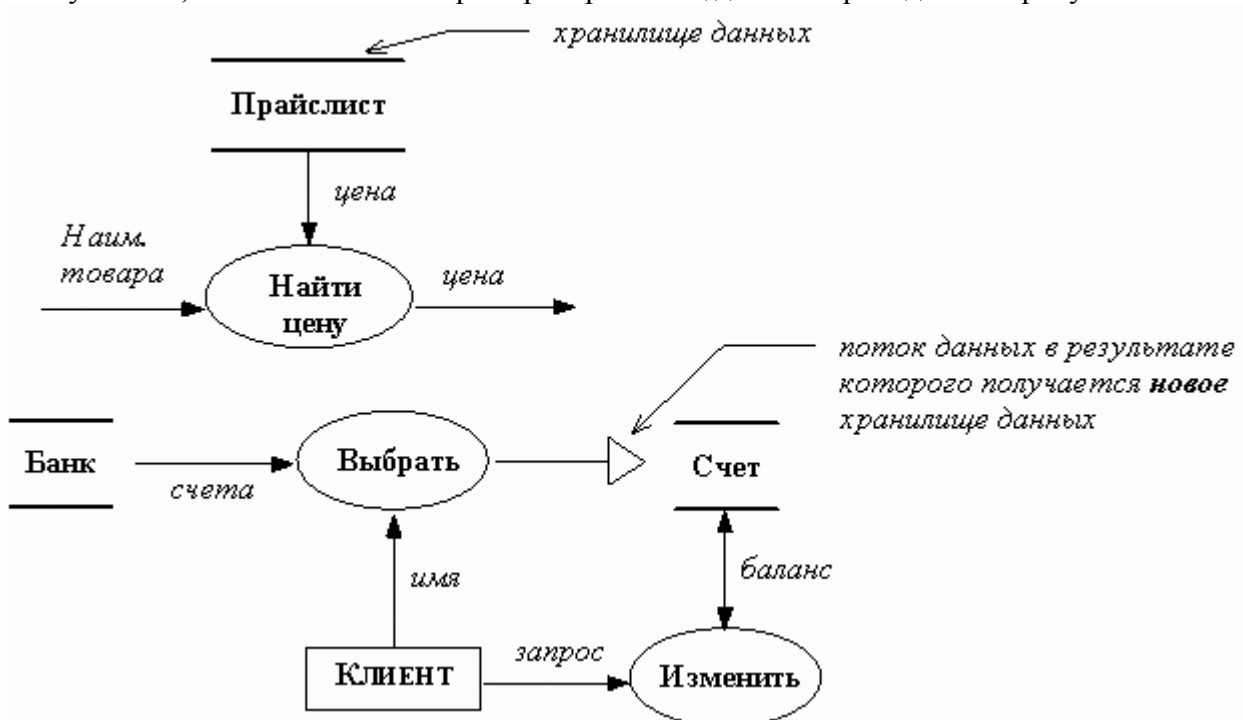 хранилище данных
Прайслист
цена
Наим.
товара
Найти
цену
цена
поток данных в результате
которого получается новое
хранилище данных
Банк
счета
Выбрать
Счет
имя
баланс
КЛИЕНТ
запрос
Изменить